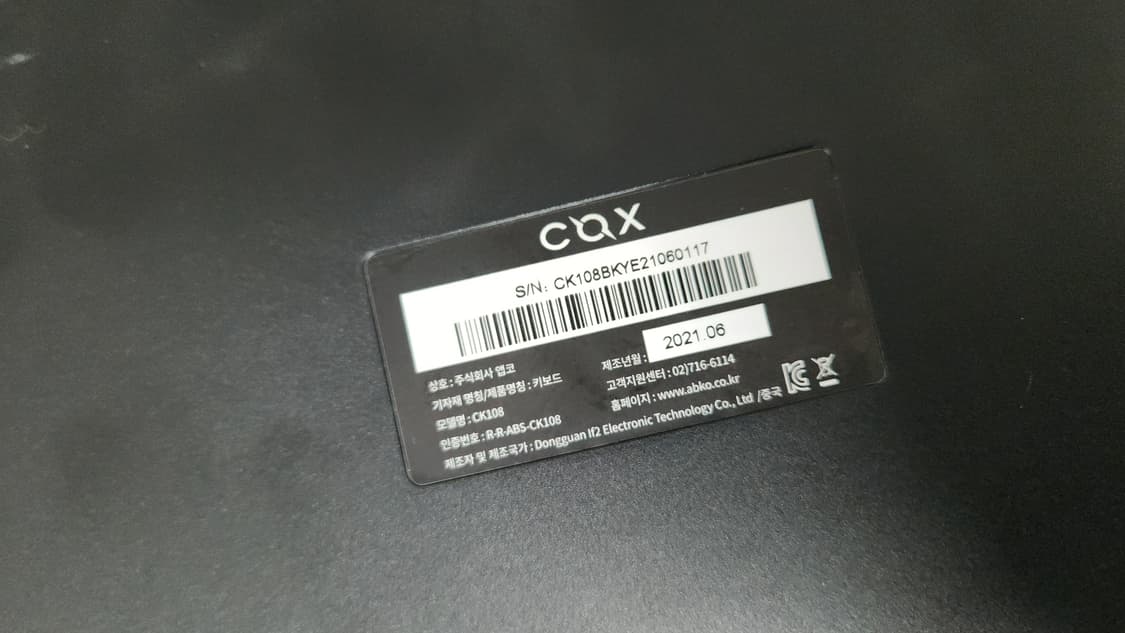 COX
S/N: CK108BKYE21060117
상호 : 주식회사 앱코
기자재 명칭/제품명칭 : 키보드
모델명 : CK108
인증번호 : R-R-ABS-CK108
제조년월 : 2021.06
고객지원센터 : 02)716-6114
홈페이지 : www.abko.co.kr
제조자 및 제조국가 : Dongguan If2 Electronic Technology Co., Ltd /중국